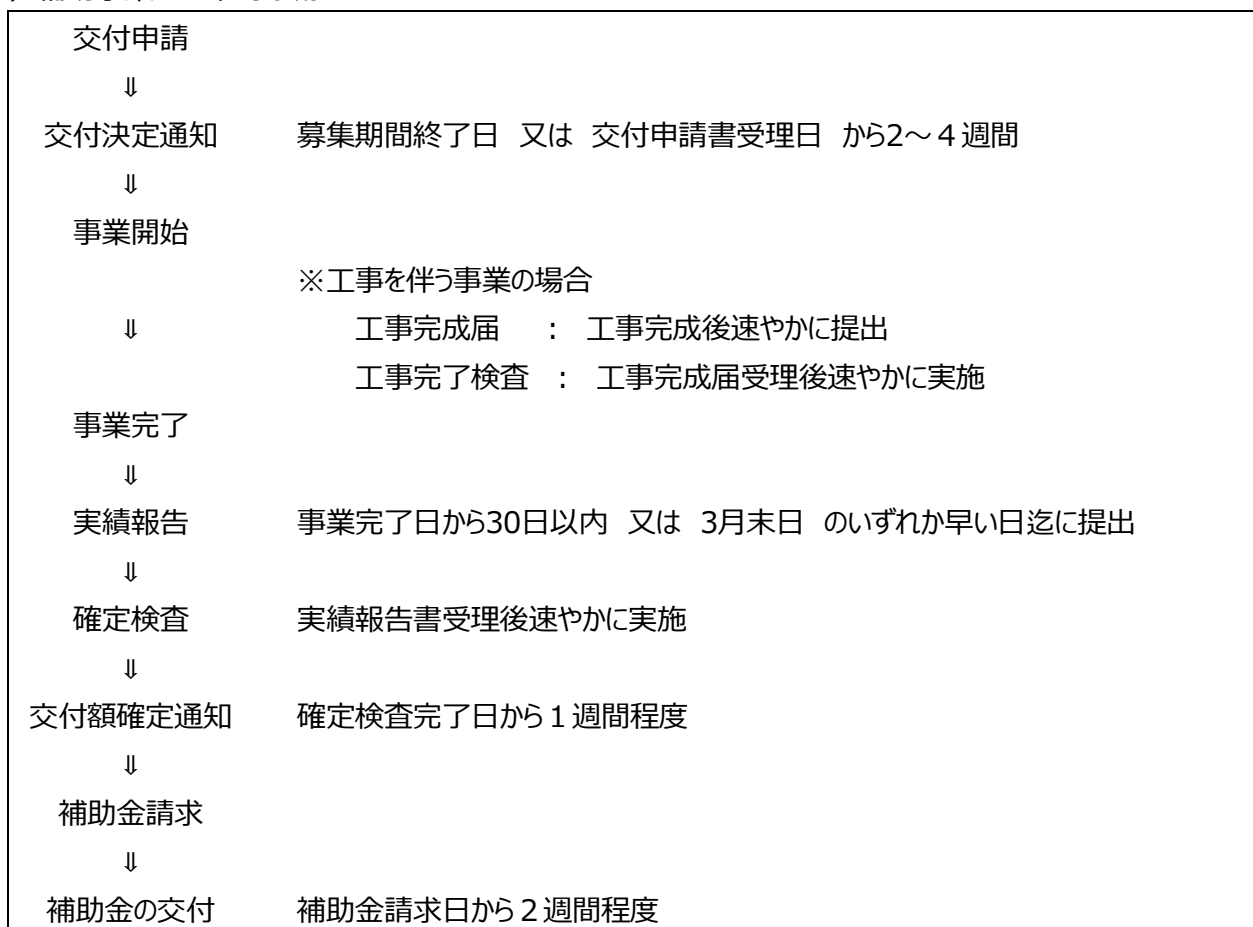 交付申請
⇓
交付決定通知 募集期間終了日 又は 交付申請書受理日 から2～４週間
⇓
事業開始
※工事を伴う事業の場合
⇓ 工事完成届 ： 工事完成後速やかに提出
工事完了検査 ： 工事完成届受理後速やかに実施
事業完了
⇓
実績報告 事業完了日から30日以内 又は 3月末日 のいずれか早い日迄に提出
⇓
確定検査 実績報告書受理後速やかに実施
⇓
交付額確定通知 確定検査完了日から１週間程度
⇓
補助金請求
⇓
補助金の交付 補助金請求日から２週間程度